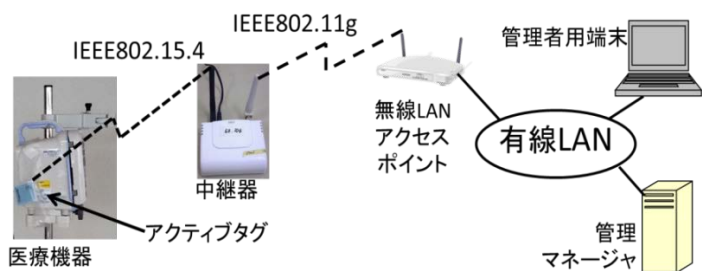 IEEE802.11g
IEEE802.15.4
管理者用端末
無線LAN
アクセス
ポイント
有線LAN
中継器
アクティブタグ
医療機器
管理
マネージャ